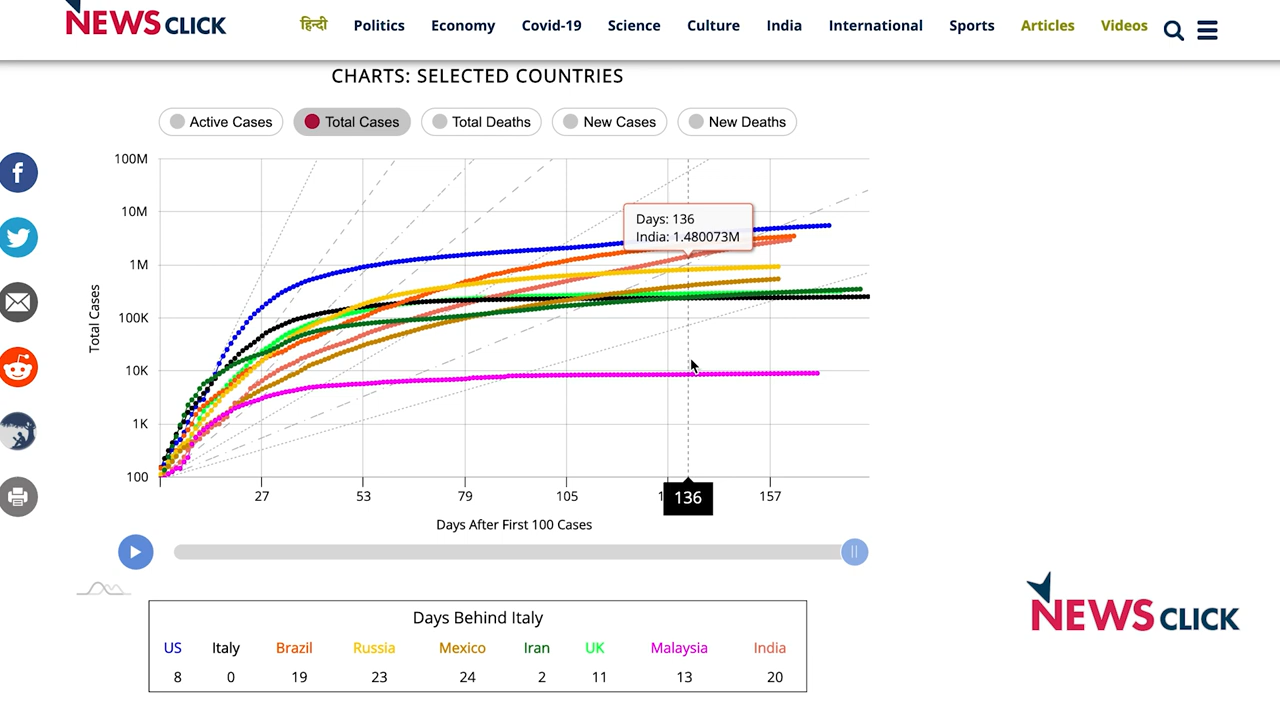 NEWS CLICK
हिन्दी Politics Economy Covid-19 Science Culture India International Sports Articles Videos
CHARTS: SELECTED COUNTRIES
Active Cases Total Cases Total Deaths New Cases New Deaths
100M
10M
1M
100K
10K
1K
100
Total Cases
Days: 136
India: 1.480073M
27 53 79 105 136 157
Days After First 100 Cases
Days Behind Italy
US Italy Brazil Russia Mexico Iran UK Malaysia India
8 0 19 23 24 2 11 13 20
NEWS CLICK